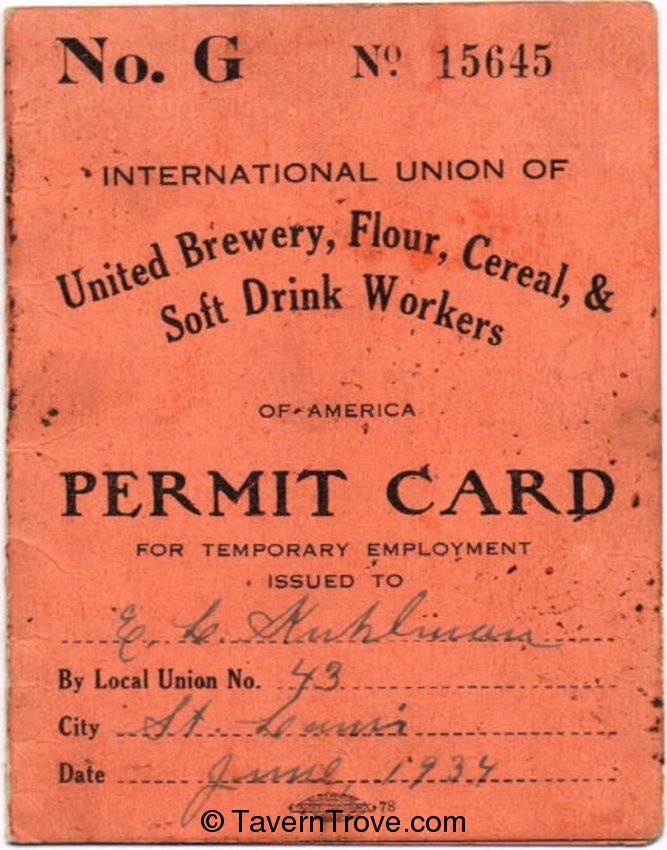 No. G No. 15645
INTERNATIONAL UNION OF
United Brewery, Flour, Cereal, &
Soft Drink Workers
OF AMERICA
PERMIT CARD
FOR TEMPORARY EMPLOYMENT
ISSUED TO
E. C. Kuhlman
By Local Union No. 43
City St. Louis
Date June, 1934
78
© TavernTrove.com